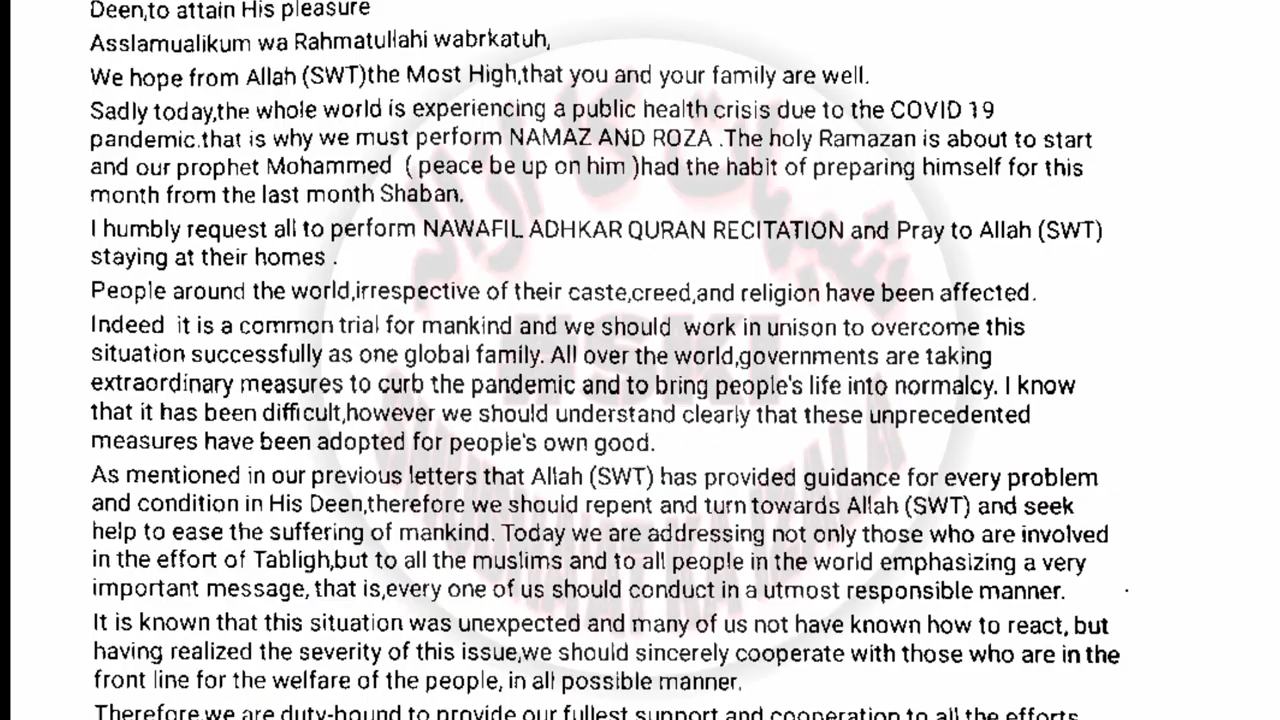 Deen,to attain His pleasure
Asslamualikum wa Rahmatullahi wabrkatuh,
We hope from Allah (SWT)the Most High,that you and your family are well.
Sadly today,the whole world is experiencing a public health crisis due to the COVID 19
pandemic.that is why we must perform NAMAZ AND ROZA .The holy Ramazan is about to start
and our prophet Mohammed ( peace be up on him )had the habit of preparing himself for this
month from the last month Shaban.
I humbly request all to perform NAWAFIL ADHKAR QURAN RECITATION and Pray to Allah (SWT)
staying at their homes .
People around the world,irrespective of their caste,creed,and religion have been affected.
Indeed it is a common trial for mankind and we should work in unison to overcome this
situation successfully as one global family. All over the world,governments are taking
extraordinary measures to curb the pandemic and to bring people's life into normalcy. I know
that it has been difficult,however we should understand clearly that these unprecedented
measures have been adopted for people's own good.
As mentioned in our previous letters that Allah (SWT) has provided guidance for every problem
and condition in His Deen,therefore we should repent and turn towards Allah (SWT) and seek
help to ease the suffering of mankind. Today we are addressing not only those who are involved
in the effort of Tabligh,but to all the muslims and to all people in the world emphasizing a very
important message, that is,every one of us should conduct in a utmost responsible manner.
It is known that this situation was unexpected and many of us not have known how to react, but
having realized the severity of this issue,we should sincerely cooperate with those who are in the
front line for the welfare of the people, in all possible manner.
Therefore,we are duty-bound to provide our fullest support and cooperation to all the efforts